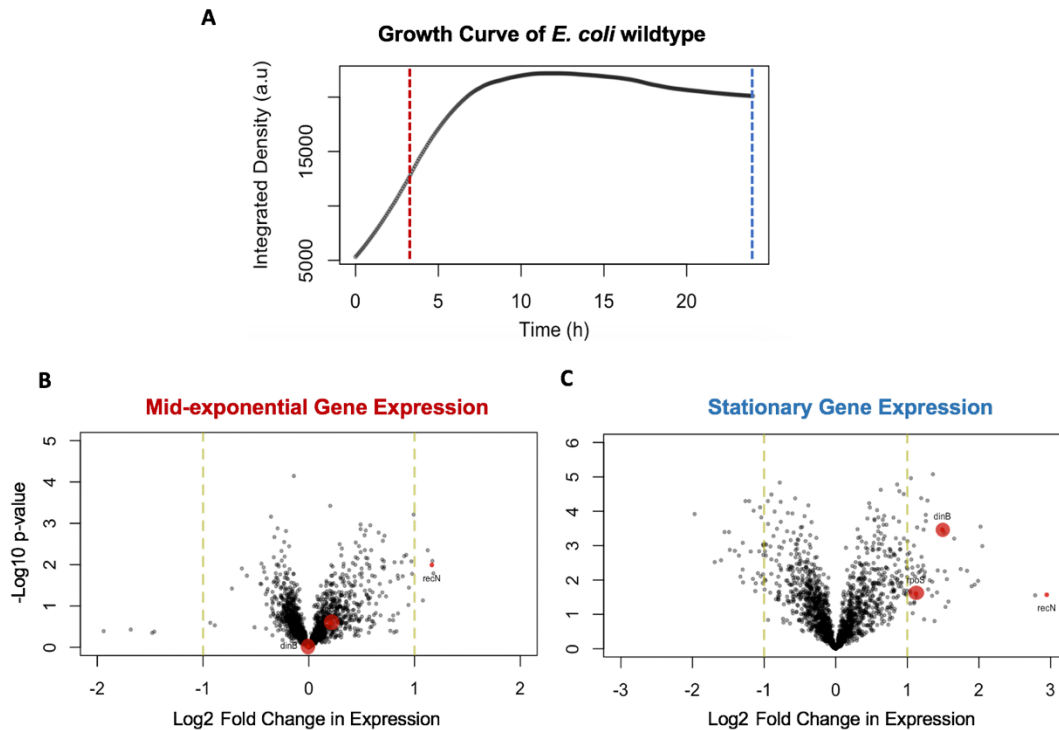 A
Growth Curve of E. coli wildtype
Integrated Density (a.u)
15000
5000
0 5 10 15 20
Time (h)
B
Mid-exponential Gene Expression
-Log10 p-value
5
4
3
2
1
0
recN
dinB
-2 -1 0 1 2
Log2 Fold Change in Expression
C
Stationary Gene Expression
6
5
4
3
2
1
0
dinB
rpoS
recN
-3 -2 -1 0 1 2 3
Log2 Fold Change in Expression